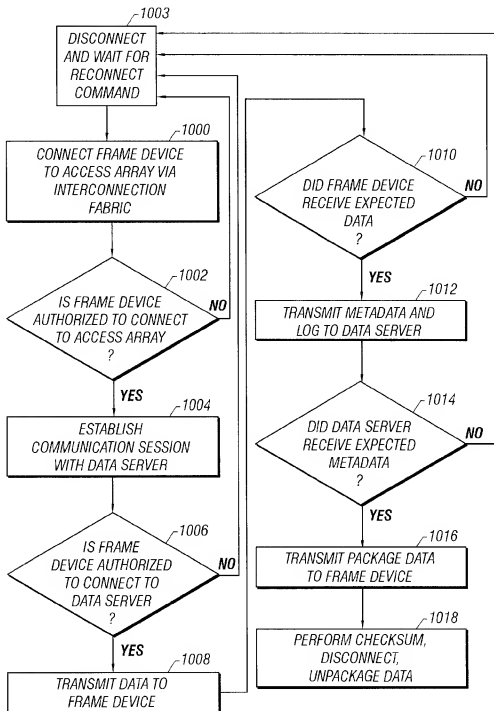 1003
DISCONNECT
AND WAIT FOR
RECONNECT
COMMAND
1000
CONNECT FRAME DEVICE
TO ACCESS ARRAY VIA
INTERCONNECTION
FABRIC
1002
IS FRAME DEVICE
AUTHORIZED TO CONNECT
TO ACCESS ARRAY
?
NO
YES
1004
ESTABLISH
COMMUNICATION SESSION
WITH DATA SERVER
1006
IS FRAME
DEVICE AUTHORIZED
TO CONNECT TO
DATA SERVER
?
NO
YES
1008
TRANSMIT DATA TO
FRAME DEVICE
1010
DID FRAME DEVICE
RECEIVE EXPECTED
DATA
?
NO
YES
1012
TRANSMIT METADATA AND
LOG TO DATA SERVER
1014
DID DATA SERVER
RECEIVE EXPECTED
METADATA
?
NO
YES
1016
TRANSMIT PACKAGE DATA
TO FRAME DEVICE
1018
PERFORM CHECKSUM,
DISCONNECT,
UNPACKAGE DATA